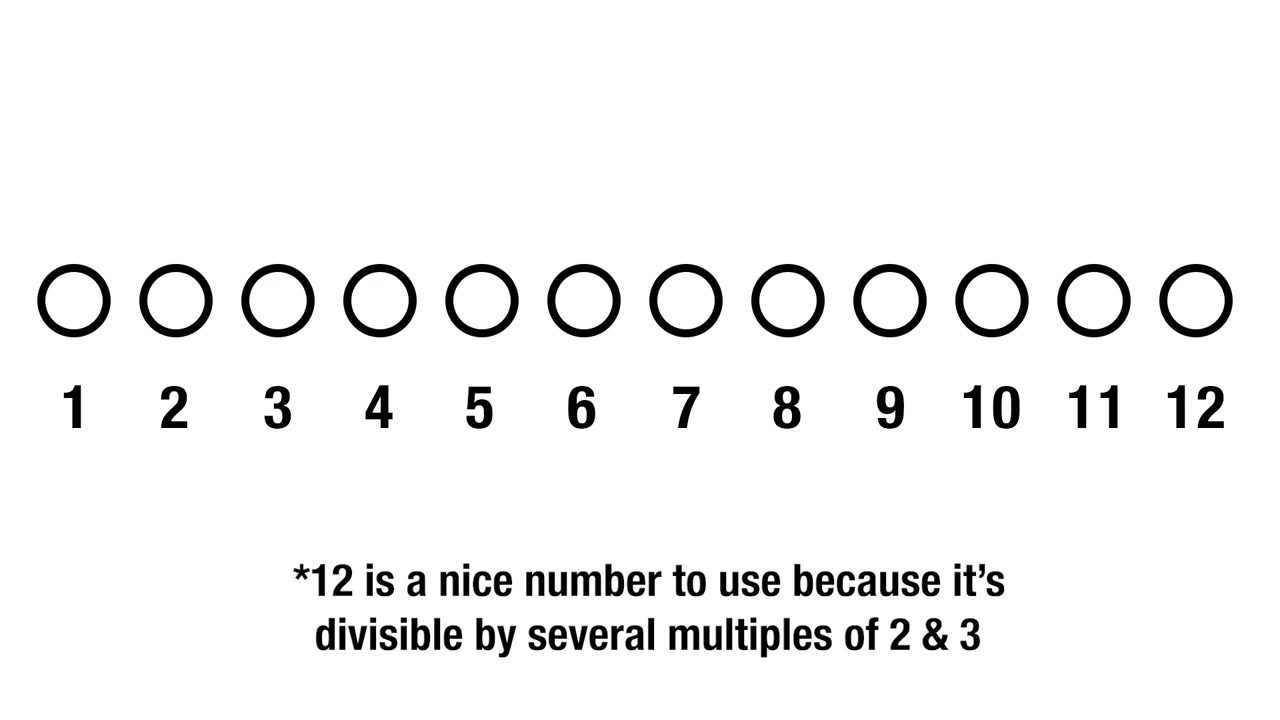 1 2 3 4 5 6 7 8 9 10 11 12
*12 is a nice number to use because it’s
divisible by several multiples of 2 & 3